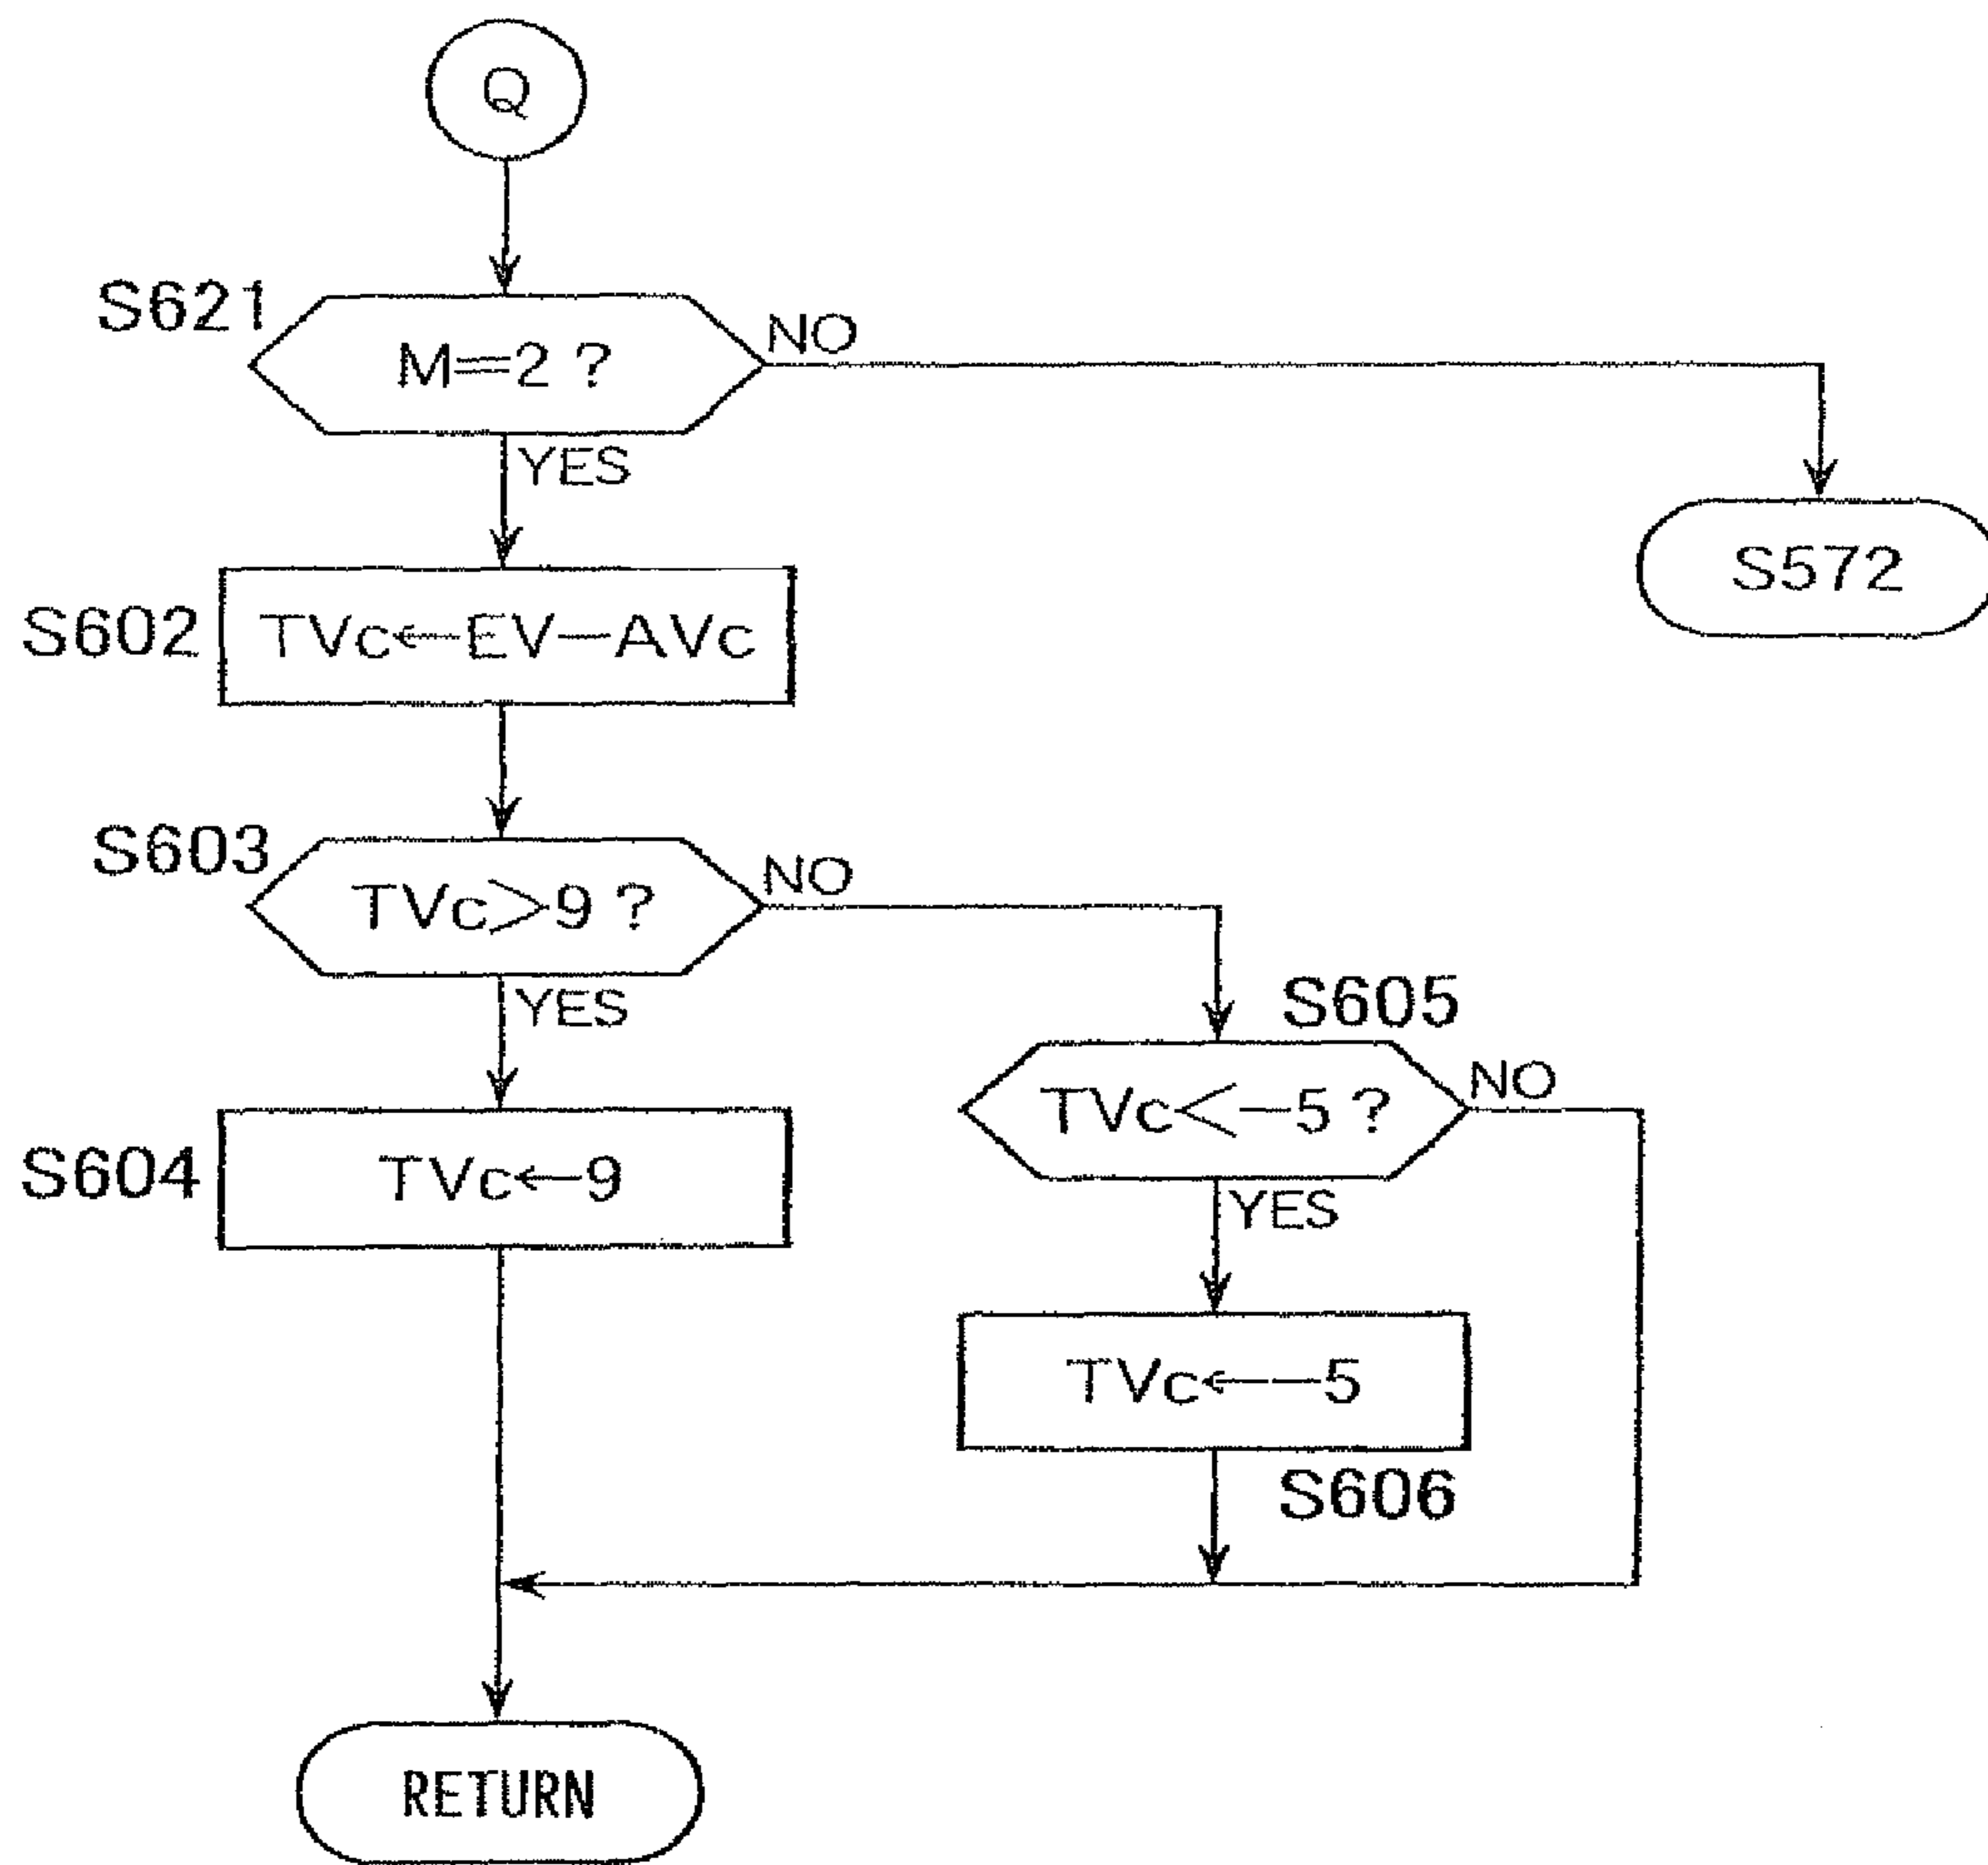 Q
S621
M=2?
NO
YES
S572
S602
TVc←EV−AVc
S603
TVc>9?
NO
YES
S605
TVc<−5?
NO
S604
TVc←9
YES
TVc←−5
S606
RETURN